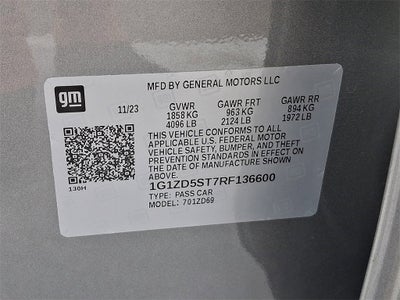 gm
MFD BY GENERAL MOTORS LLC
11/23 GVWR GAWR FRT GAWR RR
1858 KG 963 KG 894 KG
4096 LB 2124 LB 1972 LB
THIS VEHICLE CONFORMS TO ALL
APPLICABLE U.S. FEDERAL MOTOR
VEHICLE SAFETY, BUMPER, AND THEFT
PREVENTION STANDARDS IN EFFECT ON
THE DATE OF MANUFACTURE SHOWN
ABOVE.
130H
1G1ZD5ST7RF136600
TYPE: PASS CAR
MODEL: 701ZD69